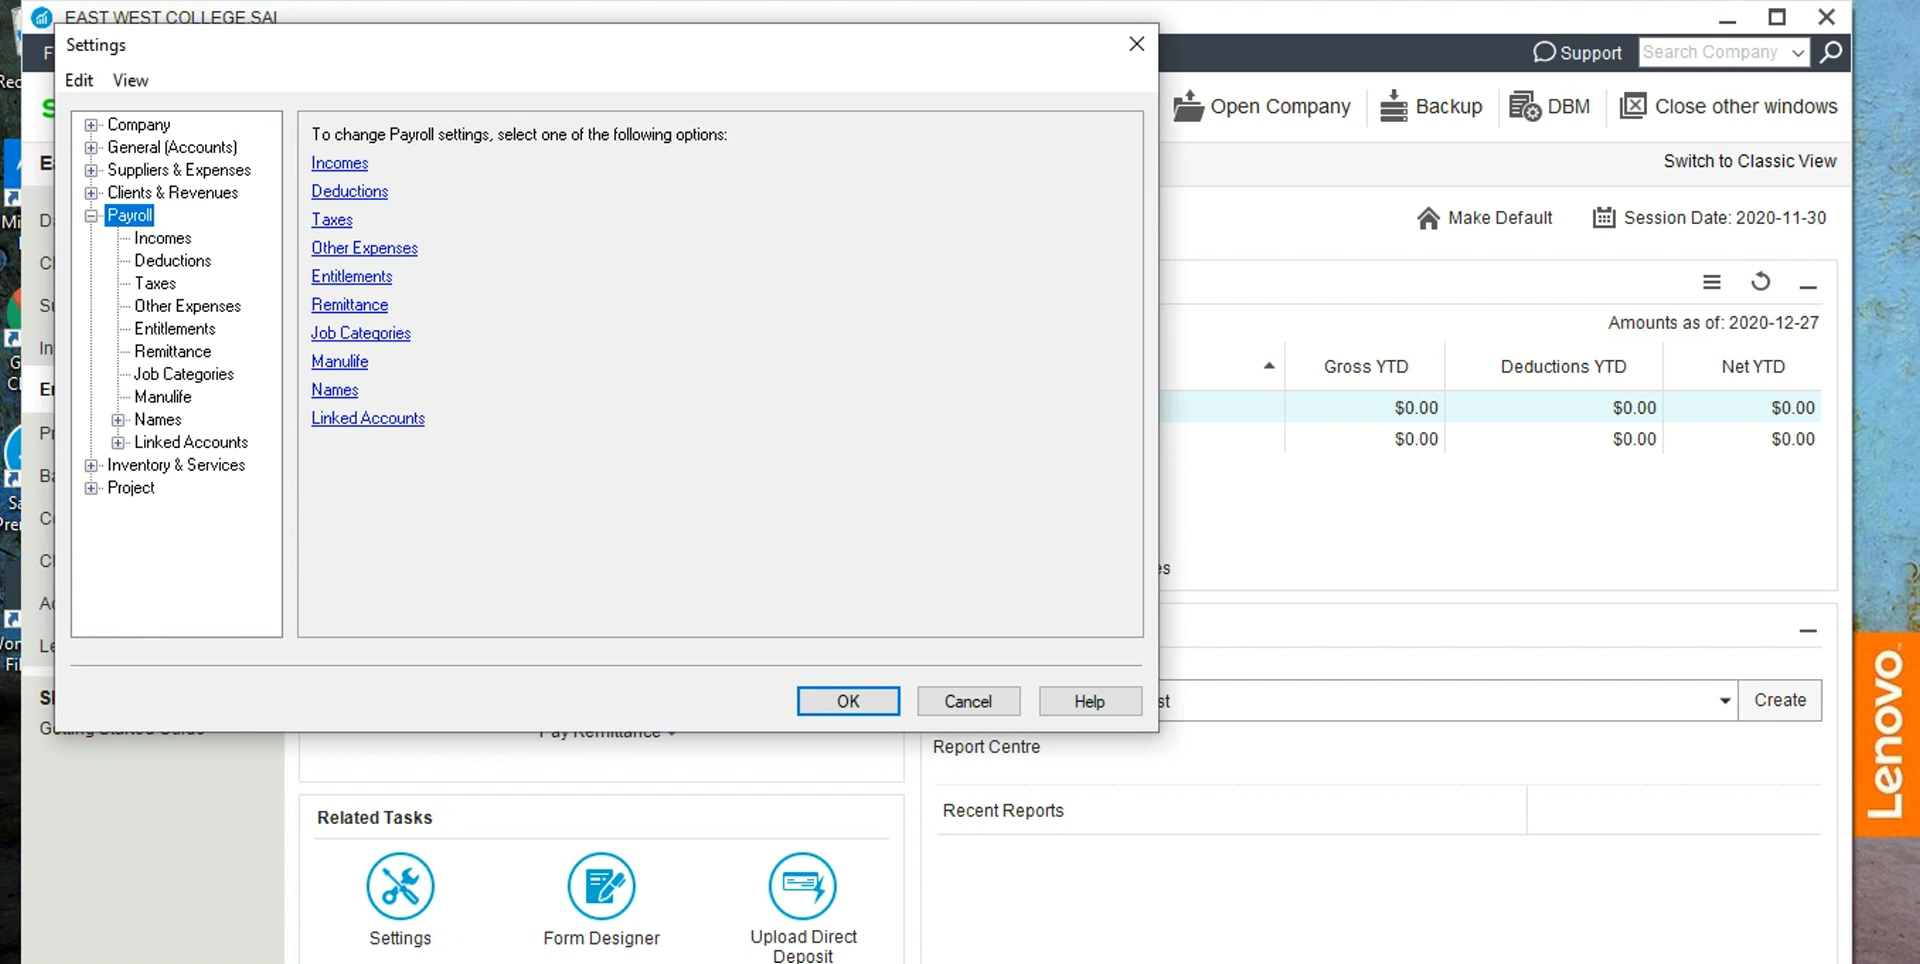 EAST WEST COLLEGE.SAI
Settings
Edit View
Support
Search Company
Open Company
Backup
DBM
Close other windows
Switch to Classic View
Make Default
Session Date: 2020-11-30
Company
General (Accounts)
Suppliers & Expenses
Clients & Revenues
Payroll
Incomes
Deductions
Taxes
Other Expenses
Entitlements
Remittance
Job Categories
Manulife
Names
Linked Accounts
Inventory & Services
Project
To change Payroll settings, select one of the following options:
Incomes
Deductions
Taxes
Other Expenses
Entitlements
Remittance
Job Categories
Manulife
Names
Linked Accounts
OK
Cancel
Help
Amounts as of: 2020-12-27
Gross YTD Deductions YTD Net YTD
$0.00 $0.00 $0.00
$0.00 $0.00 $0.00
Create
Report Centre
Recent Reports
Pay Remittance
Getting Started Guide
Related Tasks
Settings
Form Designer
Upload Direct
Deposit
Lenovo